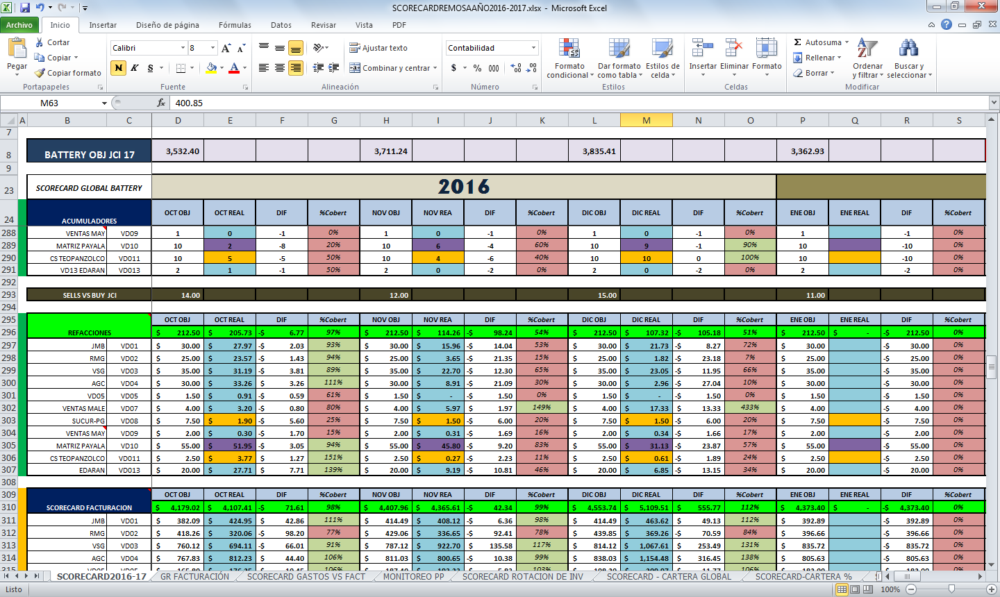 SCORECARDREMOSAAÑO2016-2017.xlsx - Microsoft Excel
Archivo Inicio Insertar Diseño de página Fórmulas Datos Revisar Vista PDF
Pegar Cortar Copiar Copiar formato
Calibri 8 N K S
Ajustar texto Combinar y centrar
Contabilidad $ % 000
Formato condicional Dar formato como tabla Estilos de celda
Insertar Eliminar Formato
Autosuma Rellenar Borrar Ordenar y filtrar Buscar y seleccionar
Portapapeles Fuente Alineación Número Estilos Celdas Modificar
M63 fx 400.85
A B C D E F G H I J K L M N O P Q R S
7
8 BATTERY OBJ JCI 17 3,532.40 3,711.24 3,835.41 3,362.93
9
23 SCORECARD GLOBAL BATTERY 2016
24 ACUMULADORES OCT OBJ OCT REAL DIF %Cobert NOV OBJ NOV REA DIF %Cobert DIC OBJ DIC REAL DIF %Cobert ENE OBJ ENE REAL DIF %Cobert
288 VENTAS MAY VD09 1 0 -1 0% 1 0 -1 0% 1 0 -1 0% 1 -1 0%
289 MATRIZ PAYALA VD10 10 2 -8 20% 10 6 -4 60% 10 9 -1 90% 10 -10 0%
290 CS TEOPANZOLCO VD011 10 5 -5 50% 10 4 -6 40% 10 10 0 100% 10 -10 0%
291 VD13 EDARAN VD013 2 1 -1 50% 2 0 -2 0% 2 0 -2 0% 2 -2 0%
292
293 SELLS VS BUY JCI 14.00 12.00 15.00 11.00
294
295 OCT OBJ OCT REAL DIF %Cobert NOV OBJ NOV REA DIF %Cobert DIC OBJ DIC REAL DIF %Cobert ENE OBJ ENE REAL DIF %Cobert
296 REFACCIONES $ 212.50 $ 205.73 -$ 6.77 97% $ 212.50 $ 114.26 -$ 98.24 54% $ 212.50 $ 107.32 -$ 105.18 51% $ 212.50 $ - -$ 212.50 0%
297 JMB VD01 $ 30.00 $ 27.97 -$ 2.03 93% $ 30.00 $ 15.96 -$ 14.04 53% $ 30.00 $ 21.73 -$ 8.27 72% $ 30.00 -$ 30.00 0%
298 RMG VD02 $ 25.00 $ 23.57 -$ 1.43 94% $ 25.00 $ 3.65 -$ 21.35 15% $ 25.00 $ 1.82 -$ 23.18 7% $ 25.00 -$ 25.00 0%
299 VSG VD03 $ 35.00 $ 31.19 -$ 3.81 89% $ 35.00 $ 22.70 -$ 12.30 65% $ 35.00 $ 23.05 -$ 11.95 66% $ 35.00 -$ 35.00 0%
300 AGC VD04 $ 30.00 $ 33.26 $ 3.26 111% $ 30.00 $ 8.91 -$ 21.09 30% $ 30.00 $ 2.96 -$ 27.04 10% $ 30.00 -$ 30.00 0%
301 VD05 VD05 $ 1.50 $ 0.91 -$ 0.59 61% $ 1.50 $ - -$ 1.50 0% $ 1.50 $ - -$ 1.50 0% $ 1.50 -$ 1.50 0%
302 VENTAS MALE VD07 $ 4.00 $ 3.20 -$ 0.80 80% $ 4.00 $ 5.97 $ 1.97 149% $ 4.00 $ 17.33 $ 13.33 433% $ 4.00 -$ 4.00 0%
303 SUCUR-PG VD08 $ 7.50 $ 1.90 -$ 5.60 25% $ 7.50 $ 1.50 -$ 6.00 20% $ 7.50 $ 1.50 -$ 6.00 20% $ 7.50 -$ 7.50 0%
304 VENTAS MAY VD09 $ 2.00 $ 0.30 -$ 1.70 15% $ 2.00 $ 0.31 -$ 1.69 16% $ 2.00 $ 0.34 -$ 1.66 17% $ 2.00 -$ 2.00 0%
305 MATRIZ PAYALA VD10 $ 55.00 $ 51.95 -$ 3.05 94% $ 55.00 $ 45.80 -$ 9.20 83% $ 55.00 $ 31.13 -$ 23.87 57% $ 55.00 -$ 55.00 0%
306 CS TEOPANZOLCO VD011 $ 2.50 $ 3.77 $ 1.27 151% $ 2.50 $ 0.27 -$ 2.23 11% $ 2.50 $ 0.61 -$ 1.89 24% $ 2.50 -$ 2.50 0%
307 EDARAN VD013 $ 20.00 $ 27.71 $ 7.71 139% $ 20.00 $ 9.19 -$ 10.81 46% $ 20.00 $ 6.85 -$ 13.15 34% $ 20.00 -$ 20.00 0%
308
309 OCT OBJ OCT REAL DIF %Cobert NOV OBJ NOV REA DIF %Cobert DIC OBJ DIC REAL DIF %Cobert ENE OBJ ENE REAL DIF %Cobert
310 SCORECARD FACTURACION $ 4,179.02 $ 4,107.41 -$ 71.61 98% $ 4,407.96 $ 4,365.61 -$ 42.34 99% $ 4,553.74 $ 5,109.51 $ 555.77 112% $ 4,373.40 $ - -$ 4,373.40 0%
311 JMB VD01 $ 382.09 $ 424.95 $ 42.86 111% $ 414.49 $ 408.12 -$ 6.36 98% $ 414.49 $ 463.62 $ 49.13 112% $ 392.89 -$ 392.89 0%
312 RMG VD02 $ 418.26 $ 320.06 -$ 98.20 77% $ 429.06 $ 336.65 -$ 92.41 78% $ 439.85 $ 369.26 -$ 70.59 84% $ 396.66 -$ 396.66 0%
313 VSG VD03 $ 760.12 $ 694.11 -$ 66.01 91% $ 787.12 $ 922.70 $ 135.58 117% $ 814.12 $ 1,067.61 $ 253.49 131% $ 835.72 -$ 835.72 0%
314 AGC VD04 $ 767.83 $ 812.23 $ 44.40 106% $ 811.03 $ 800.65 -$ 10.38 99% $ 838.03 $ 1,154.48 $ 316.45 138% $ 805.63 -$ 805.63 0%
SCORECARD2016-17 GR FACTURACIÓN SCORECARD GASTOS VS FACT MONITOREO PP SCORECARD ROTACION DE INV SCORECARD - CARTERA GLOBAL SCORECARD-CARTERA %
Listo 100%